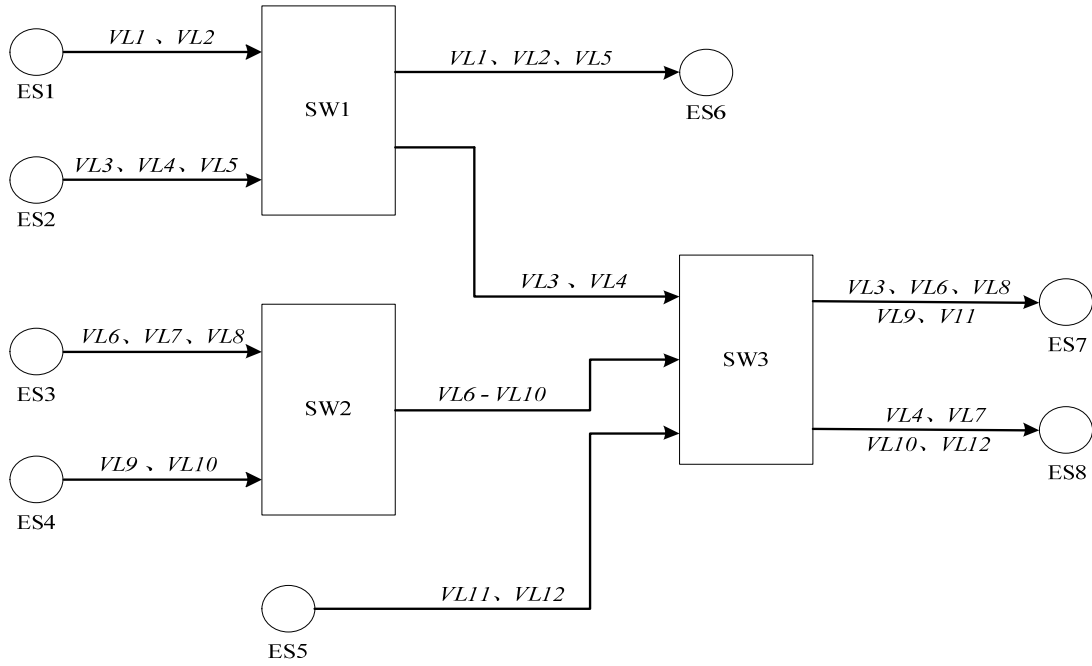 VL1、VL2
ES1
SW1
VL1、VL2、VL5
ES6
VL3、VL4、VL5
ES2
VL3、VL4
VL6、VL7、VL8
ES3
SW2
VL6-VL10
SW3
VL3、VL6、VL8
VL9、V11
ES7
VL4、VL7
VL10、VL12
ES8
VL9、VL10
ES4
VL11、VL12
ES5